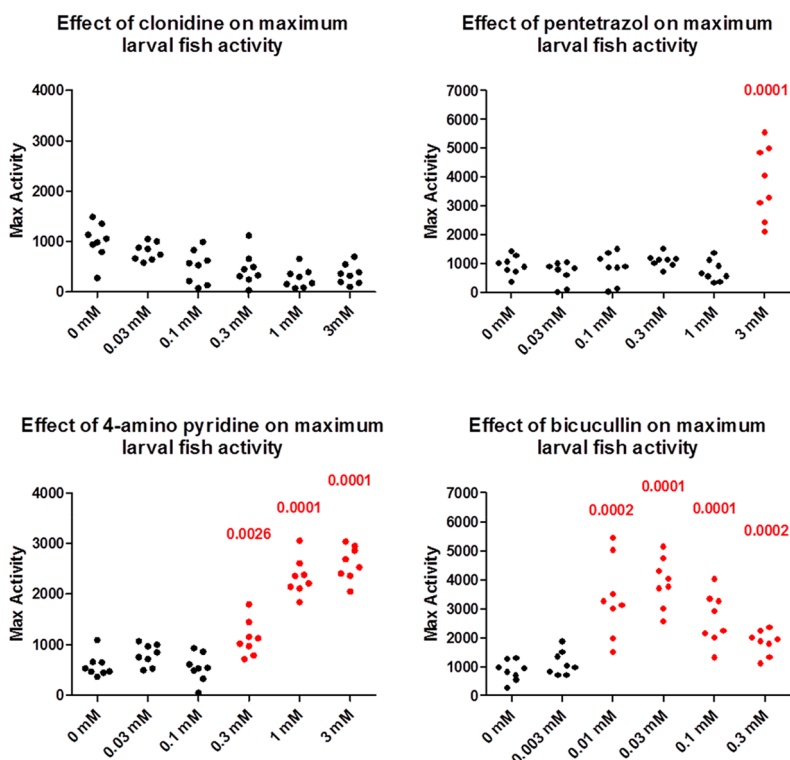 Effect of clonidine on maximum
larval fish activity
4000
3000
2000
1000
0
Max Activity
0 mM
0.03 mM
0.1 mM
0.3 mM
1 mM
3mM
Effect of pentetrazol on maximum
larval fish activity
7000
6000
5000
4000
3000
2000
1000
0
Max Activity
0.0001
0 mM
0.03 mM
0.1 mM
0.3 mM
1 mM
3 mM
Effect of 4-amino pyridine on maximum
larval fish activity
4000
3000
2000
1000
0
Max Activity
0.0026
0.0001
0.0001
0 mM
0.03 mM
0.1 mM
0.3 mM
1 mM
3 mM
Effect of bicucullin on maximum
larval fish activity
7000
6000
5000
4000
3000
2000
1000
0
Max Activity
0.0002
0.0001
0.0001
0.0002
0 mM
0.003 mM
0.01 mM
0.03 mM
0.1 mM
0.3 mM